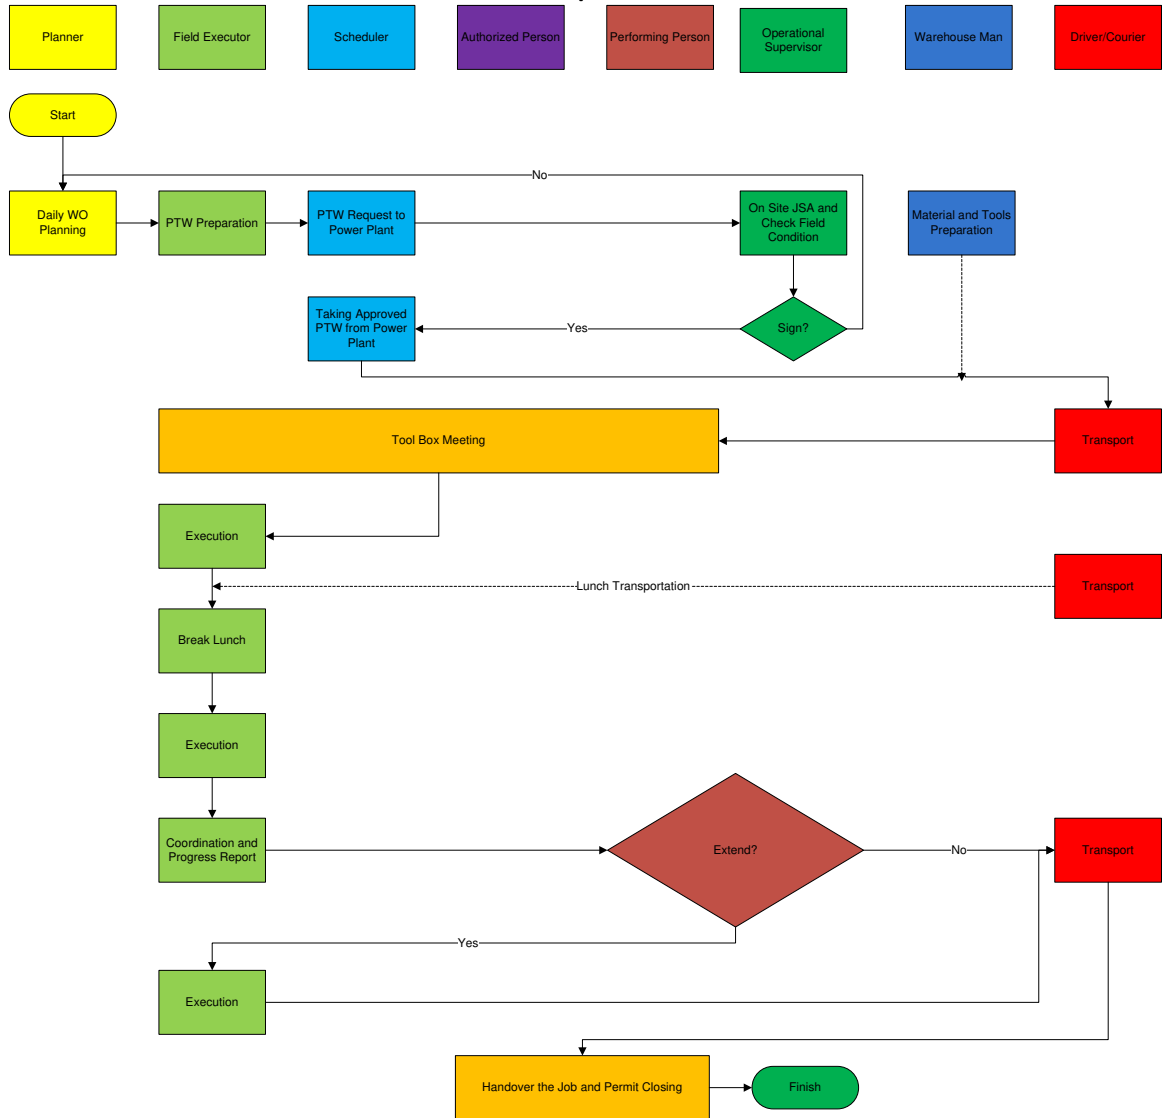 Planner
Field Executor
Scheduler
Authorized Person
Performing Person
Operational
Supervisor
Warehouse Man
Driver/Courier
Start
No
Daily WO
Planning
PTW Preparation
PTW Request to
Power Plant
On Site JSA and
Check Field
Condition
Material and Tools
Preparation
Taking Approved
PTW from Power
Plant
Yes
Sign?
Tool Box Meeting
Transport
Execution
Lunch Transportation
Transport
Break Lunch
Execution
Coordination and
Progress Report
Extend?
No
Transport
Yes
Execution
Handover the Job and Permit Closing
Finish